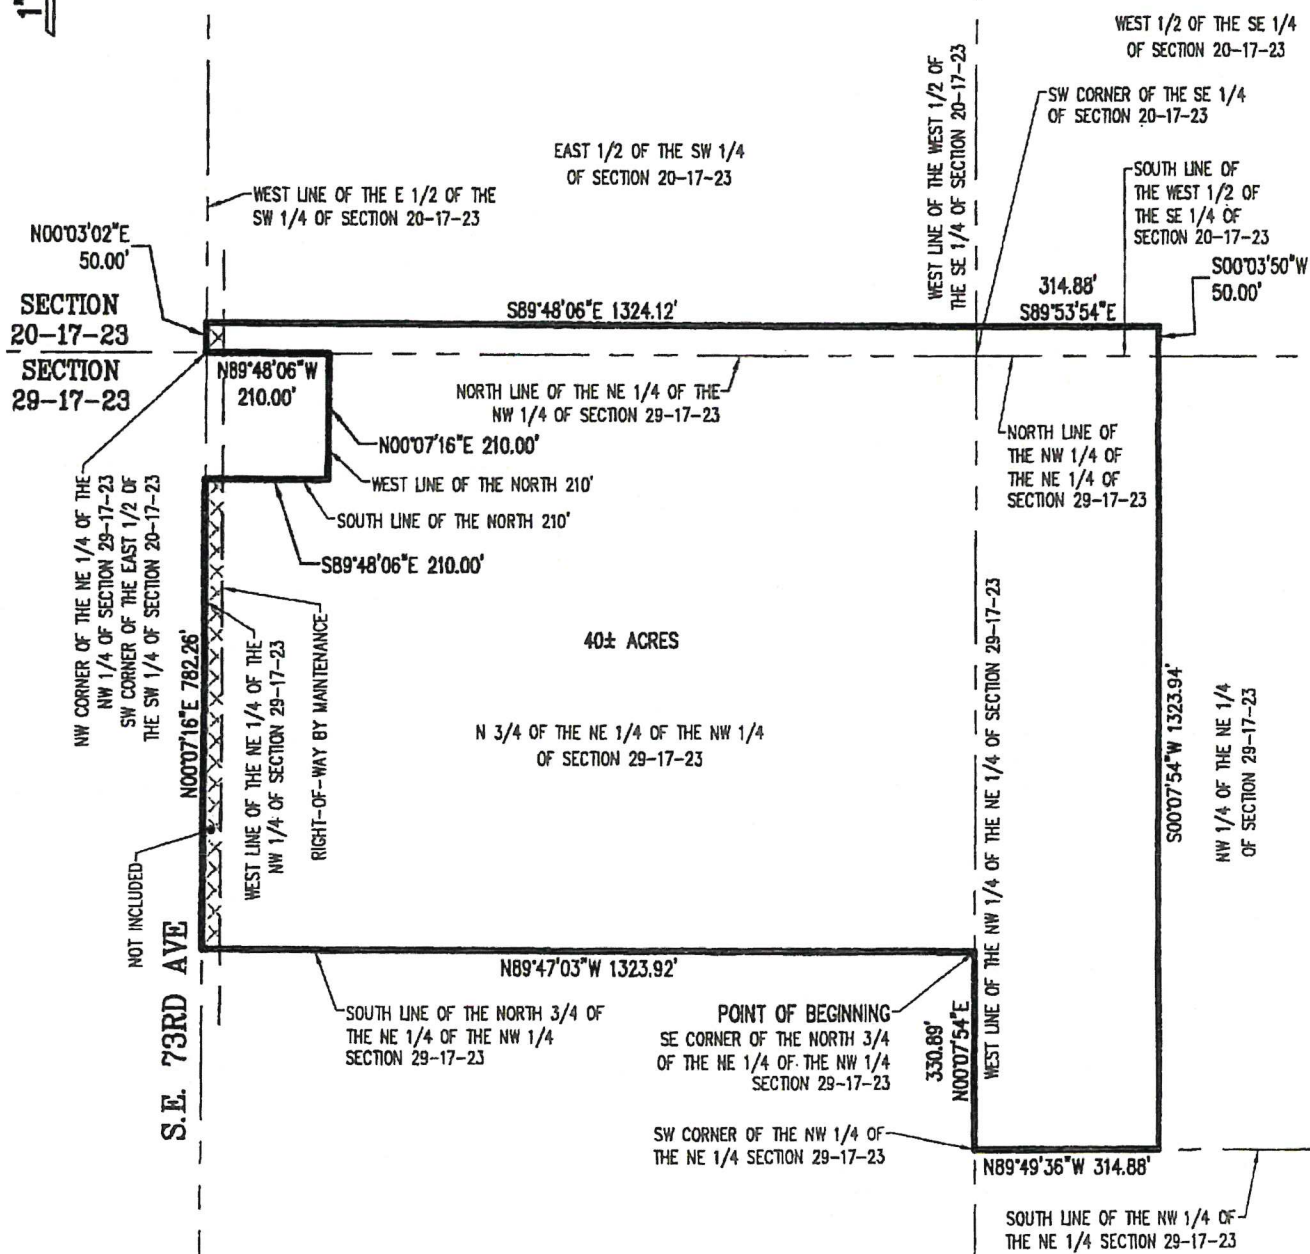 WEST 1/2 OF THE SE 1/4
OF SECTION 20-17-23
SW CORNER OF THE SE 1/4
OF SECTION 20-17-23
WEST LINE OF THE WEST 1/2 OF
THE SE 1/4 OF SECTION 20-17-23
EAST 1/2 OF THE SW 1/4
OF SECTION 20-17-23
SOUTH LINE OF
THE WEST 1/2 OF
THE SE 1/4 OF
SECTION 20-17-23
WEST LINE OF THE E 1/2 OF THE
SW 1/4 OF SECTION 20-17-23
N00°03'02"E
50.00'
S00°03'50"W
50.00'
SECTION
20-17-23
S89°48'06"E 1324.12'
314.88'
S89°53'54"E
SECTION
29-17-23
N89°48'06"W
210.00'
NORTH LINE OF THE NE 1/4 OF THE
NW 1/4 OF SECTION 29-17-23
N00°07'16"E 210.00'
NORTH LINE OF
THE NW 1/4 OF
THE NE 1/4 OF
SECTION 29-17-23
WEST LINE OF THE NORTH 210'
SOUTH LINE OF THE NORTH 210'
S89°48'06"E 210.00'
NW CORNER OF THE NE 1/4 OF THE
NW 1/4 OF SECTION 29-17-23
SW CORNER OF THE EAST 1/2 OF
THE SW 1/4 OF SECTION 20-17-23
N00°07'16"E 782.26'
WEST LINE OF THE NE 1/4 OF THE
NW 1/4 OF SECTION 29-17-23
RIGHT-OF-WAY BY MAINTENANCE
40± ACRES
N 3/4 OF THE NE 1/4 OF THE NW 1/4
OF SECTION 29-17-23
WEST LINE OF THE NW 1/4 OF THE NE 1/4 OF SECTION 29-17-23
S00°07'54"W 1323.94'
NW 1/4 OF THE NE 1/4
OF SECTION 29-17-23
NOT INCLUDED
S.E. 73RD AVE
N89°47'03"W 1323.92'
SOUTH LINE OF THE NORTH 3/4 OF
THE NE 1/4 OF THE NW 1/4
SECTION 29-17-23
POINT OF BEGINNING
SE CORNER OF THE NORTH 3/4
OF THE NE 1/4 OF THE NW 1/4
SECTION 29-17-23
330.89'
N00°07'54"E
SW CORNER OF THE NW 1/4 OF
THE NE 1/4 SECTION 29-17-23
N89°49'36"W 314.88'
SOUTH LINE OF THE NW 1/4 OF
THE NE 1/4 SECTION 29-17-23